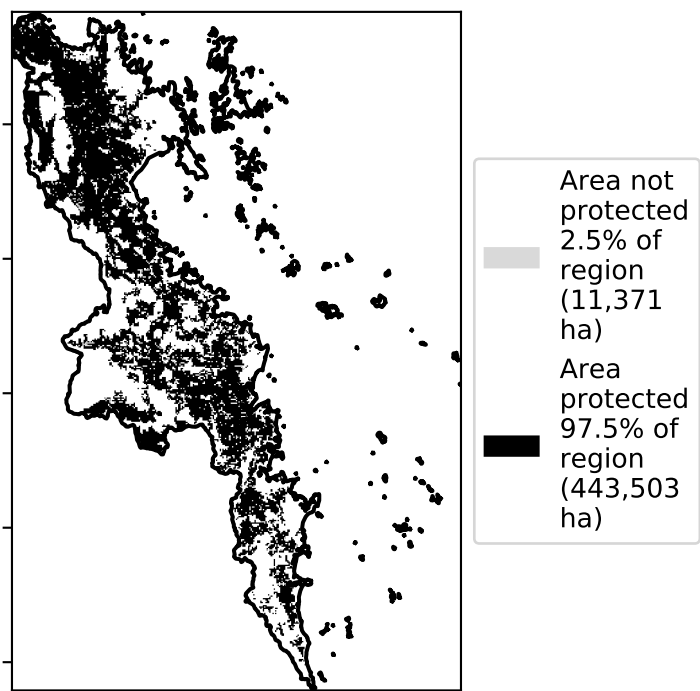 Area not
protected
2.5% of
region
(11,371
ha)
Area
protected
97.5% of
region
(443,503
ha)